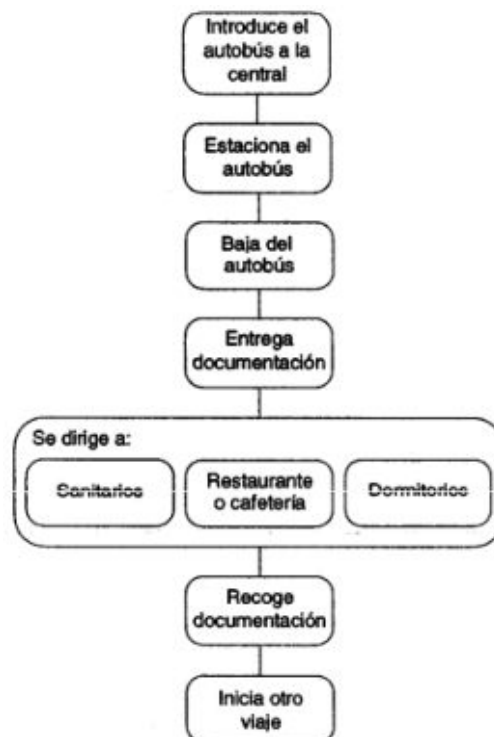 Introduce el
autobús a la
central
Estaciona el
autobús
Baja del
autobús
Entrega
documentación
Se dirige a:
Sanitarios
Restaurante
o cafetería
Dormitorios
Recoge
documentación
Inicia otro
viaje